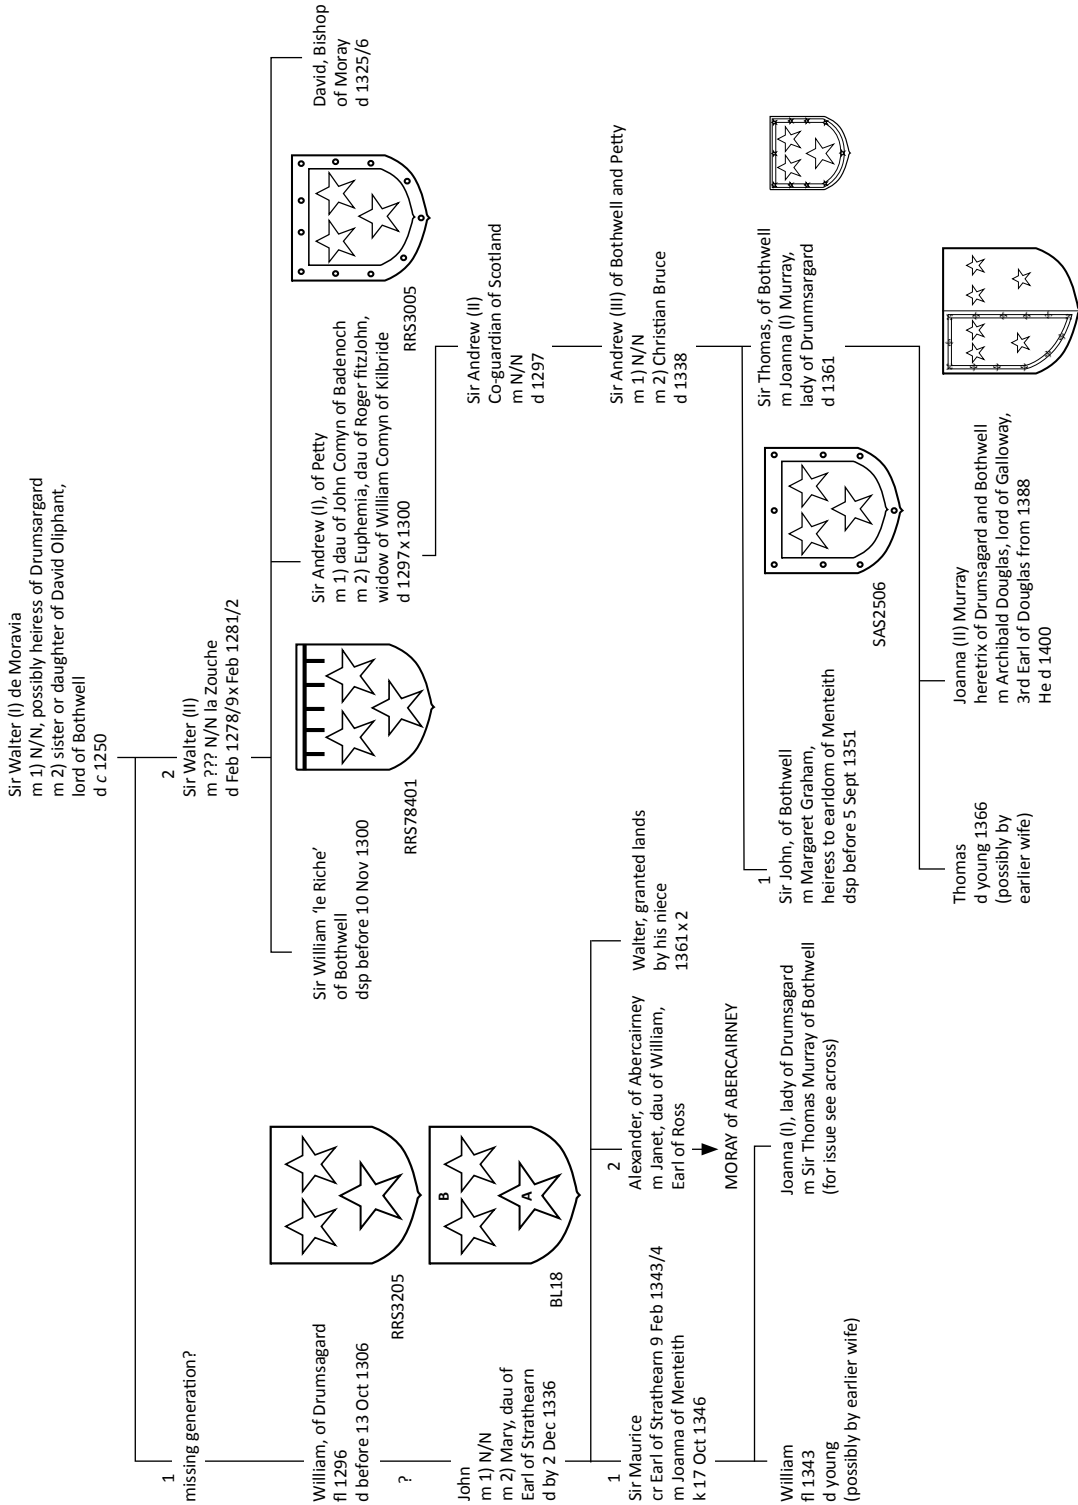 Sir Walter (I) de Moravia
m 1) N/N, possibly heiress of Drumsargard
m 2) sister or daughter of David Oliphant,
lord of Bothwell
d c 1250
1
missing generation?
2
Sir Walter (II)
m ??? N/N la Zouche
d Feb 1278/9 x Feb 1281/2
William, of Drumsagard
fl 1296
d before 13 Oct 1306
RRS3205
Sir William ‘le Riche’
of Bothwell
dsp before 10 Nov 1300
RRS78401
Sir Andrew (I), of Petty
m 1) dau of John Comyn of Badenoch
m 2) Euphemia, dau of Roger fitzJohn,
widow of William Comyn of Kilbride
d 1297 x 1300
RRS3005
David, Bishop
of Moray
d 1325/6
?
John
m 1) N/N
m 2) Mary, dau of
Earl of Strathearn
d by 2 Dec 1336
B
A
BL18
Sir Andrew (II)
Co-guardian of Scotland
m N/N
d 1297
1
Sir Maurice
cr Earl of Strathearn 9 Feb 1343/4
m Joanna of Menteith
k 17 Oct 1346
2
Alexander, of Abercairney
m Janet, dau of William,
Earl of Ross
MORAY of ABERCAIRNEY
Walter, granted lands
by his niece
1361 x 2
Sir Andrew (III) of Bothwell and Petty
m 1) N/N
m 2) Christian Bruce
d 1338
William
fl 1343
d young
(possibly by earlier wife)
Joanna (I), lady of Drumsagard
m Sir Thomas Murray of Bothwell
(for issue see across)
1
Sir John, of Bothwell
m Margaret Graham,
heiress to earldom of Menteith
dsp before 5 Sept 1351
SAS2506
Sir Thomas, of Bothwell
m Joanna (I) Murray,
lady of Drunmsargard
d 1361
Thomas
d young 1366
(possibly by
earlier wife)
Joanna (II) Murray
heretrix of Drumsagard and Bothwell
m Archibald Douglas, lord of Galloway,
3rd Earl of Douglas from 1388
He d 1400